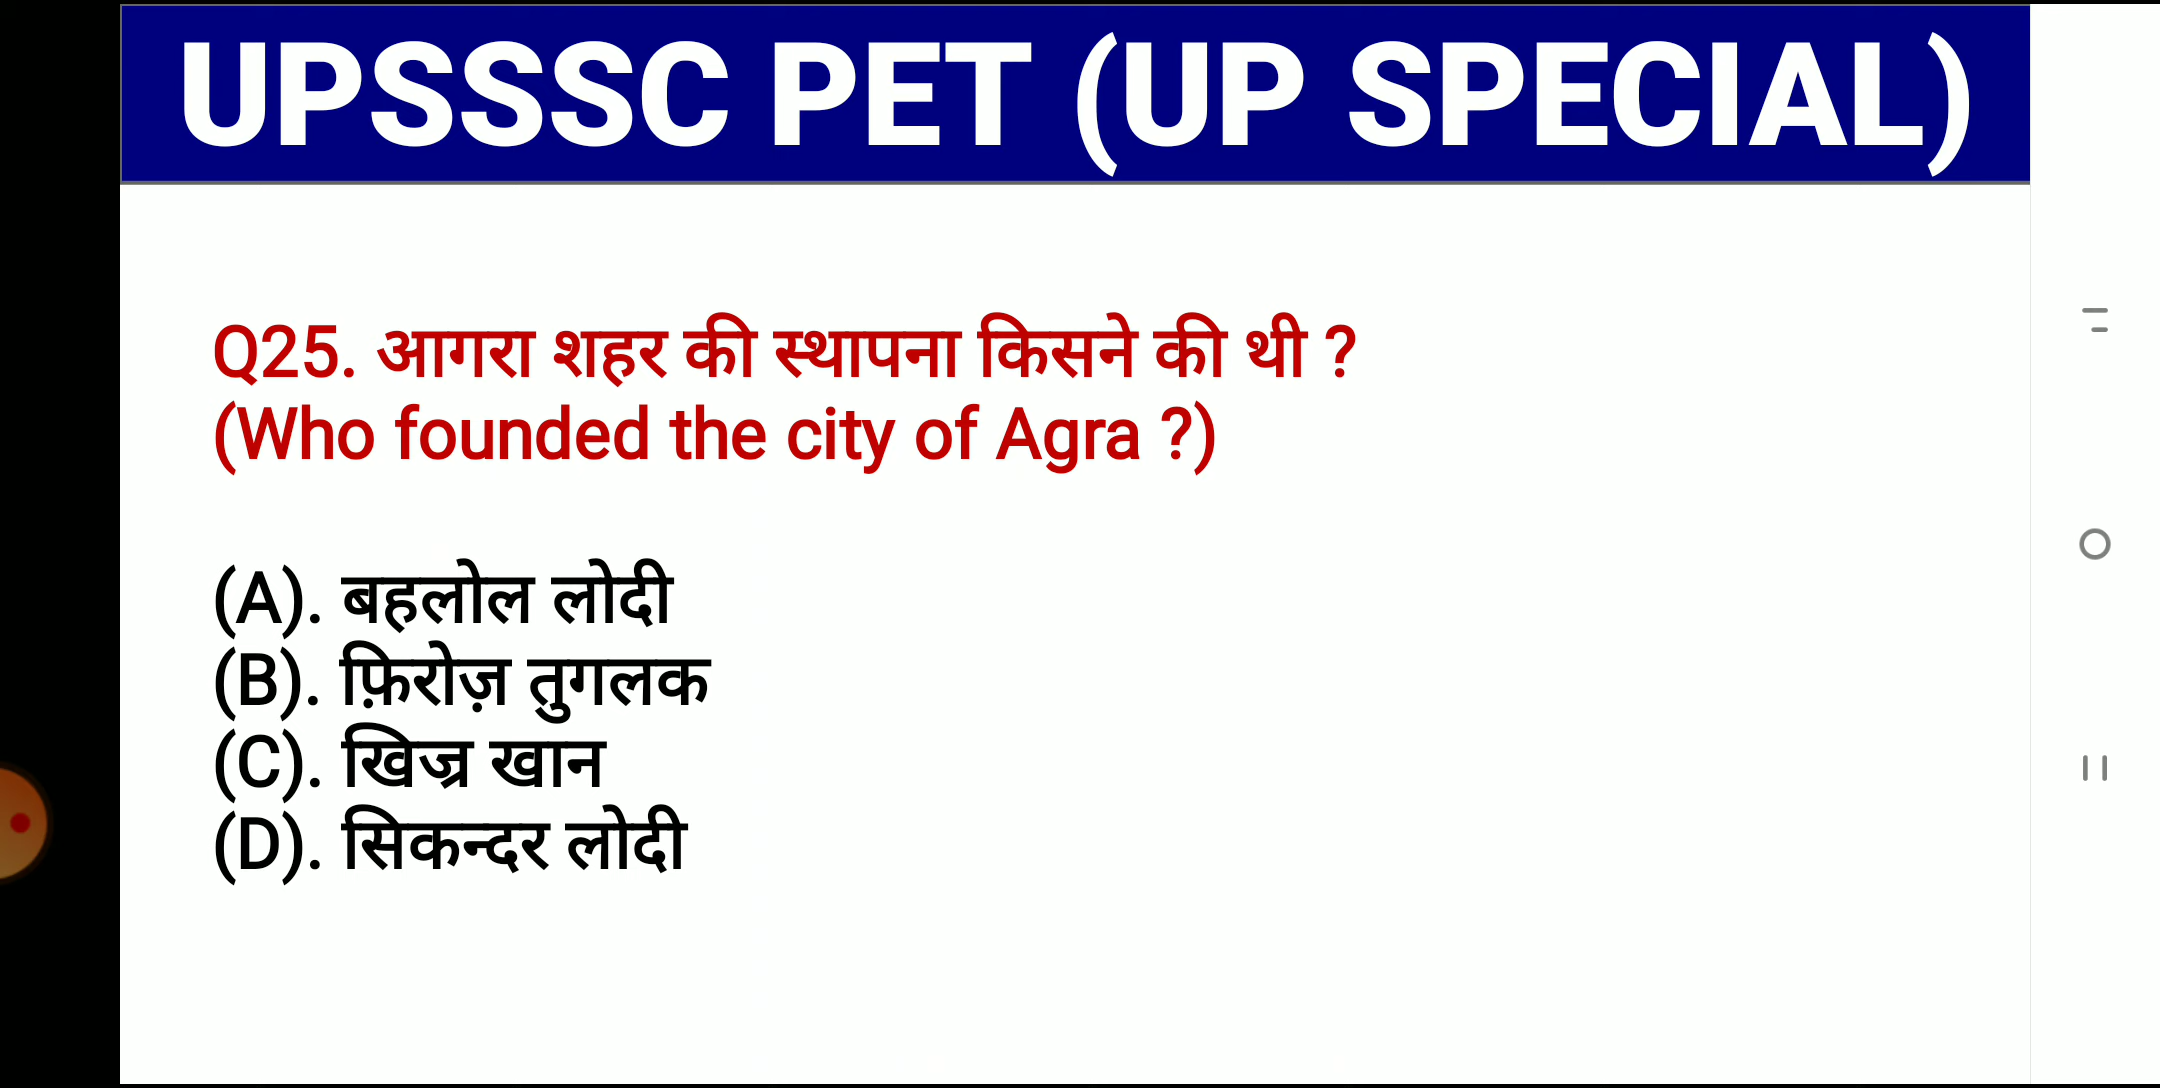 UPSSSC PET (UP SPECIAL)
Q25. आगरा शहर की स्थापना किसने की थी ?
(Who founded the city of Agra ?)
(A). बहलोल लोदी
(B). फ़िरोज़ तुगलक
(C). खिज्र खान
(D). सिकन्दर लोदी